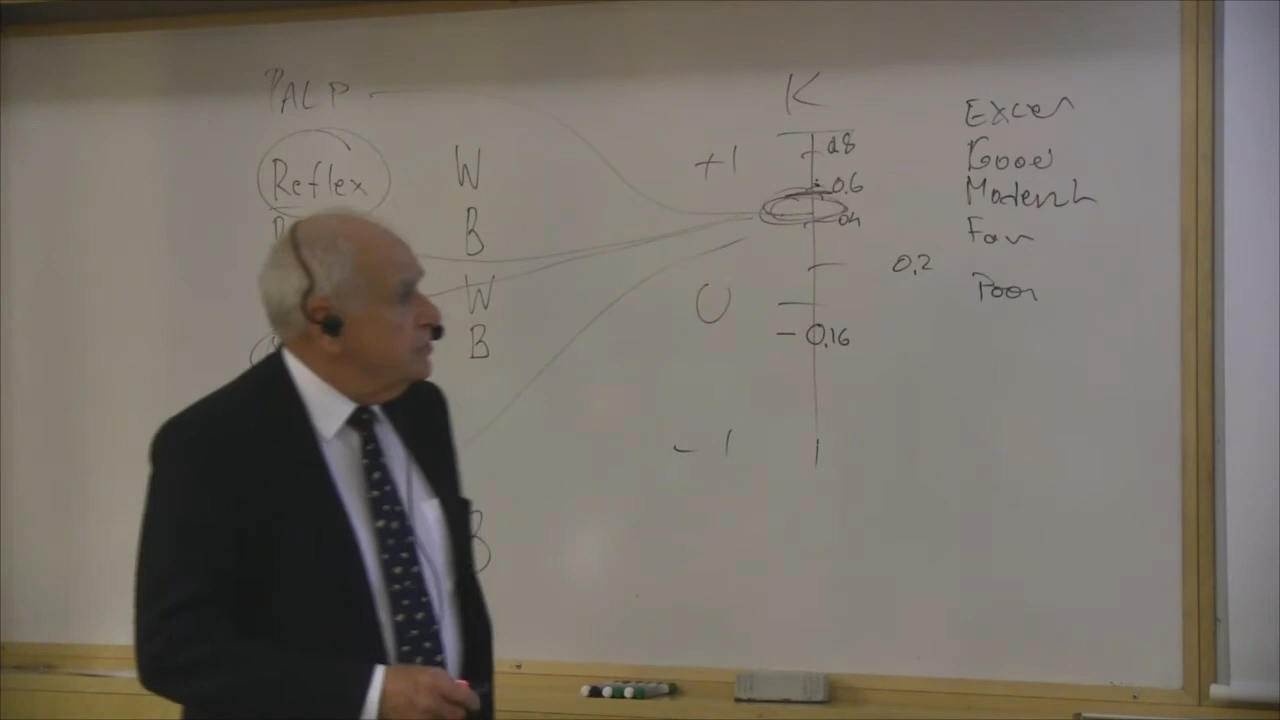 PALP
Reflex
W
B
W
B
B
K
+1
0.8
0.6
0.4
0.2
0
- 0.16
- 1
Excel
Good
Moderat
Fair
Poor